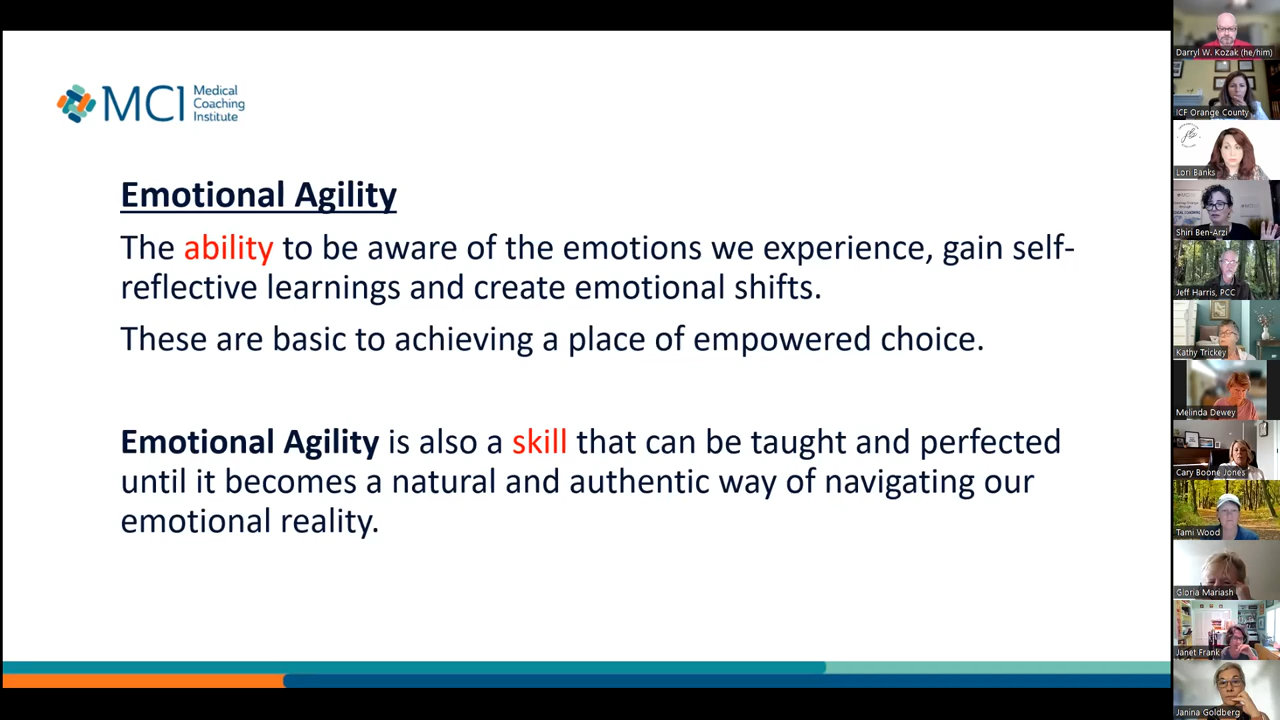 MCI Medical
Coaching
Institute
Emotional Agility
The ability to be aware of the emotions we experience, gain self-
reflective learnings and create emotional shifts.
These are basic to achieving a place of empowered choice.
Emotional Agility is also a skill that can be taught and perfected
until it becomes a natural and authentic way of navigating our
emotional reality.
Darryl W. Kozak (he/him)
ICF Orange County
Lori Banks
Shiri Ben-Arzi
Jeff Harris, PCC
Kathy Trickey
Melinda Dewey
Cary Boone Jones
Tami Wood
Gloria Mariash
Janet Frank
Janina Goldberg